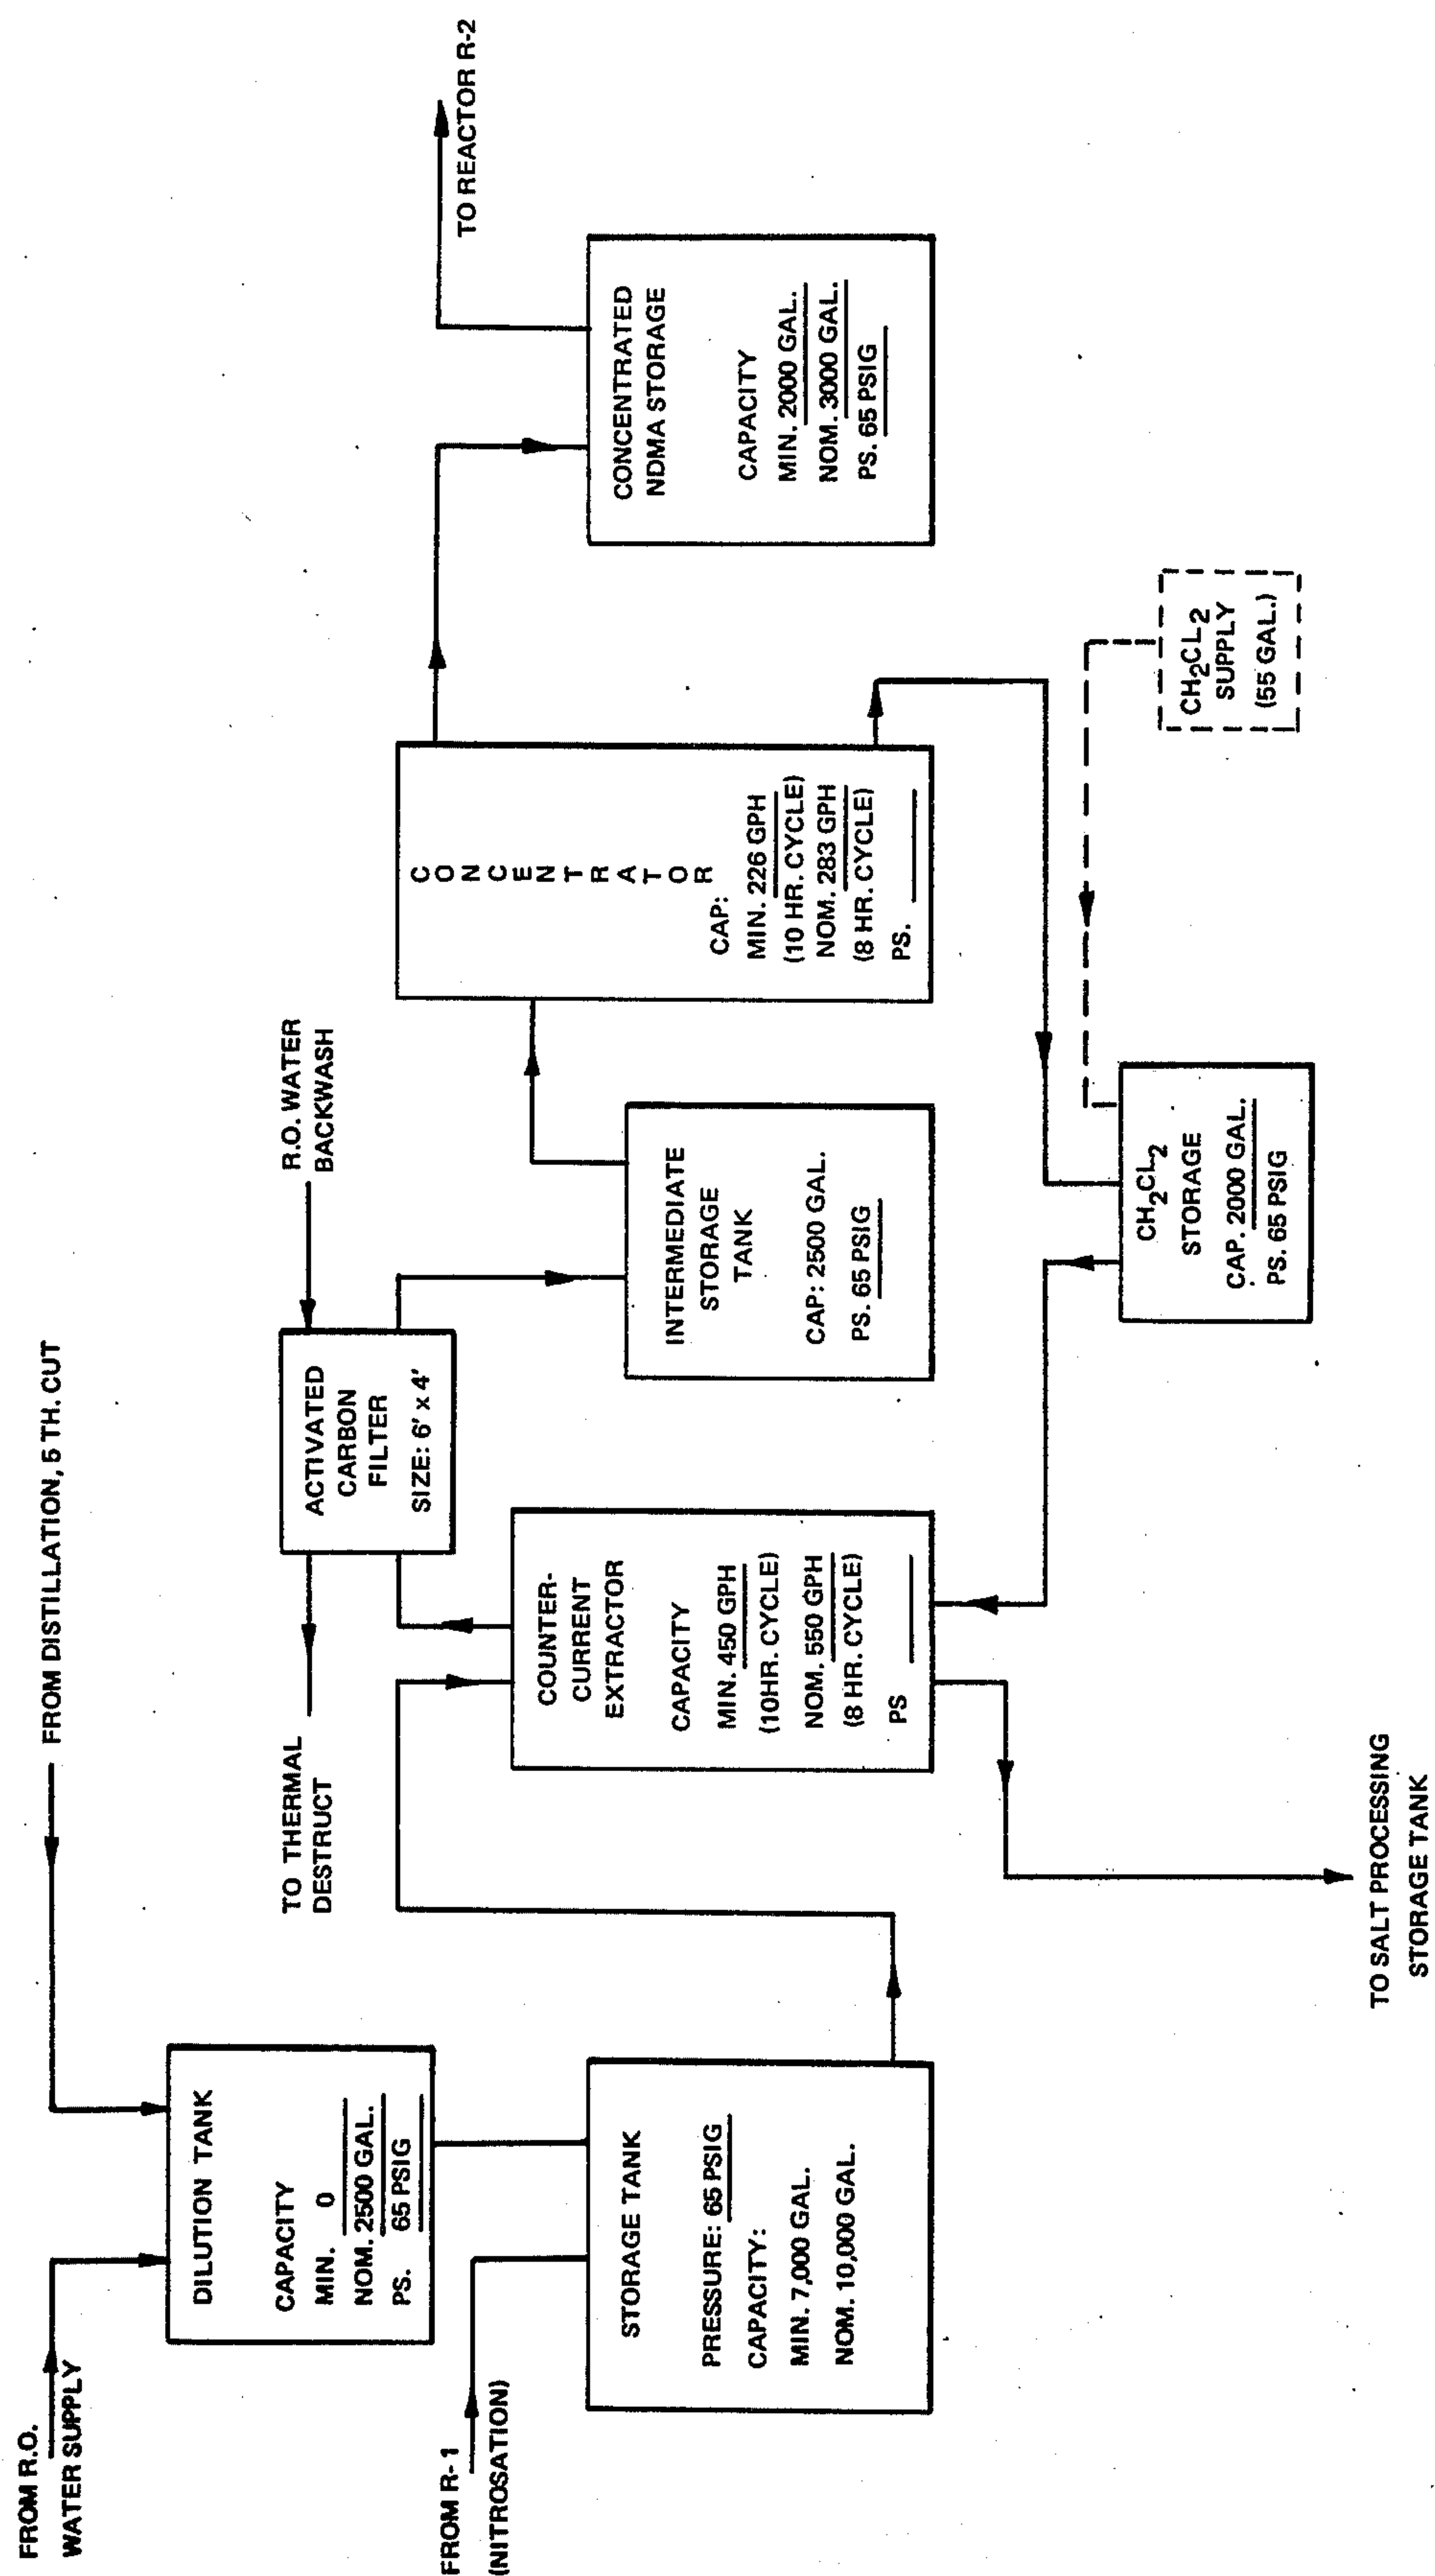 FROM R.O.
WATER SUPPLY
FROM DISTILLATION, 5 TH. CUT
DILUTION TANK
CAPACITY
MIN. 0
NOM. 2500 GAL.
PS. 65 PSIG
FROM R-1
(NITROSATION)
STORAGE TANK
PRESSURE: 65 PSIG
CAPACITY:
MIN. 7,000 GAL.
NOM. 10,000 GAL.
TO THERMAL
DESTRUCT
ACTIVATED
CARBON
FILTER
SIZE: 6' x 4'
R.O. WATER
BACKWASH
COUNTER-
CURRENT
EXTRACTOR
CAPACITY
MIN. 450 GPH
(10HR. CYCLE)
NOM. 550 GPH
(8 HR. CYCLE)
PS
TO SALT PROCESSING
STORAGE TANK
INTERMEDIATE
STORAGE
TANK
CAP: 2500 GAL.
PS. 65 PSIG
CONCENTRATOR
CAP:
MIN. 226 GPH
(10 HR. CYCLE)
NOM. 283 GPH
(8 HR. CYCLE)
PS.
CH2CL2
STORAGE
CAP. 2000 GAL.
PS. 65 PSIG
CH2CL2
SUPPLY
(55 GAL.)
CONCENTRATED
NDMA STORAGE
CAPACITY
MIN. 2000 GAL.
NOM. 3000 GAL.
PS. 65 PSIG
TO REACTOR R-2